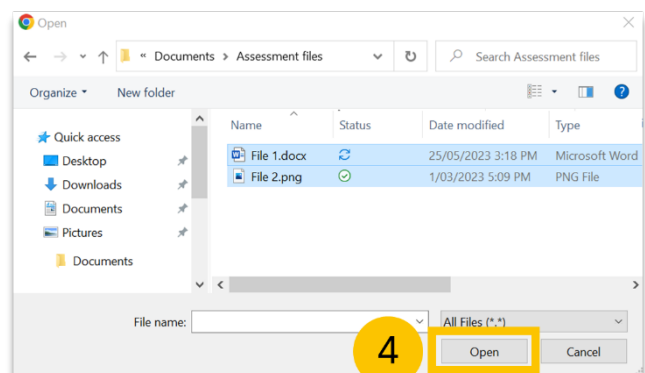 Open
« Documents > Assessment files
Search Assessment files
Organize New folder
Name Status Date modified Type
Quick access
Desktop
Downloads
Documents
Pictures
Documents
File 1.docx 25/05/2023 3:18 PM Microsoft Word
File 2.png 1/03/2023 5:09 PM PNG File
File name: All Files (*.*)
4 Open Cancel